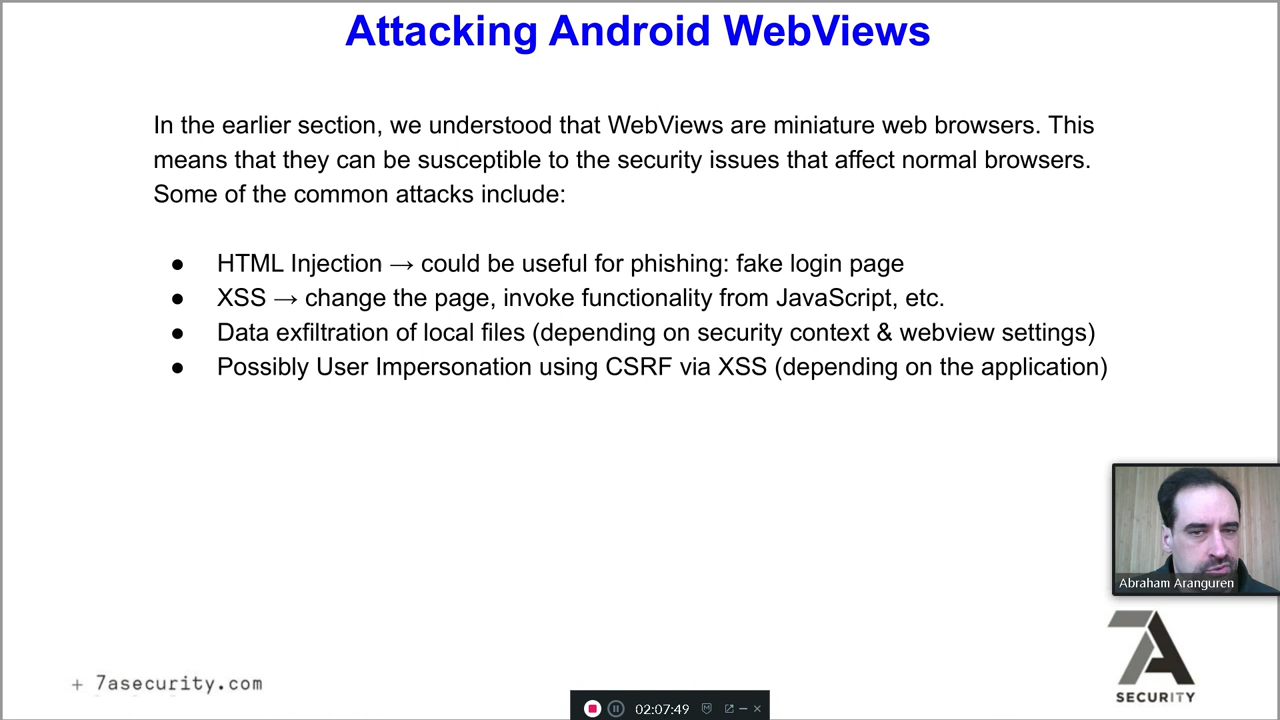 Attacking Android WebViews
In the earlier section, we understood that WebViews are miniature web browsers. This
means that they can be susceptible to the security issues that affect normal browsers.
Some of the common attacks include:
● HTML Injection → could be useful for phishing: fake login page
● XSS → change the page, invoke functionality from JavaScript, etc.
● Data exfiltration of local files (depending on security context & webview settings)
● Possibly User Impersonation using CSRF via XSS (depending on the application)
Abraham Aranguren
7A
SECURITY
+ 7asecurity.com
02:07:49